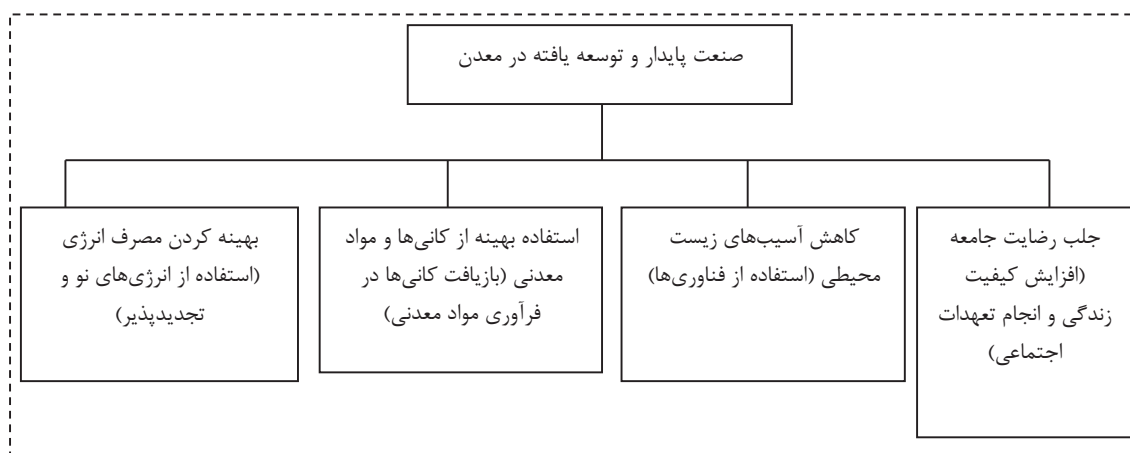 صنعت پایدار و توسعه یافته در معدن
جلب رضایت جامعه
(افزایش کیفیت
زندگی و انجام تعهدات
اجتماعی)
کاهش آسیب‌های زیست
محیطی (استفاده از فناوری‌ها)
استفاده بهینه از کانی‌ها و مواد
معدنی (بازیافت کانی‌ها در
فرآوری مواد معدنی)
بهینه کردن مصرف انرژی
(استفاده از انرژی‌های نو و
تجدیدپذیر)